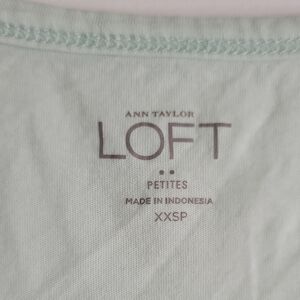 ANN TAYLOR
LOFT
PETITES
MADE IN INDONESIA
XXSP